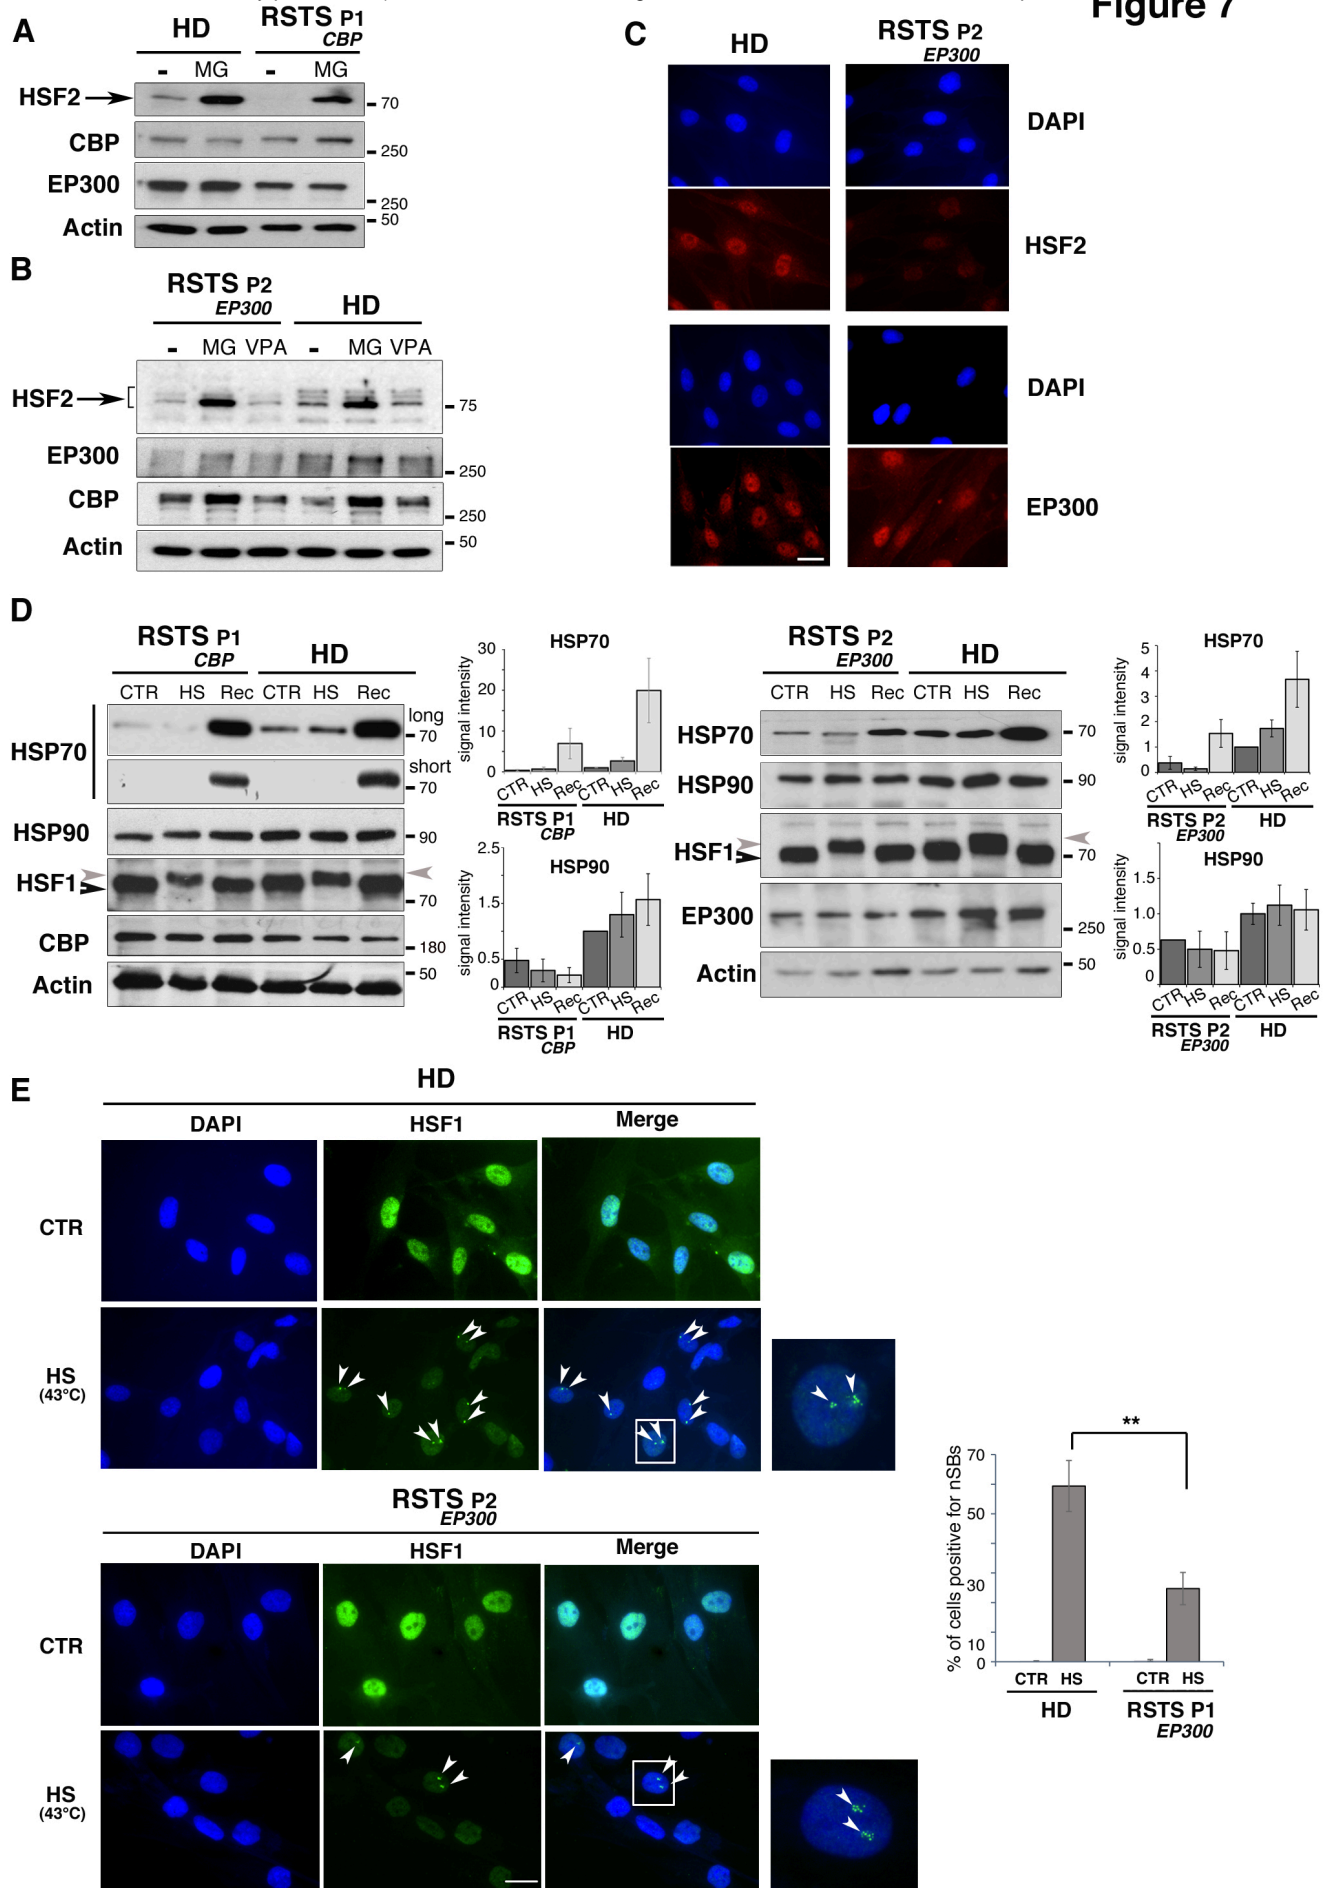 Figure 7
A
HD
RSTS P1
CBP
- MG - MG
HSF2
70
CBP
250
EP300
250
Actin
50
B
RSTS P2
EP300
HD
- MG VPA - MG VPA
HSF2
75
EP300
250
CBP
250
Actin
50
C
HD
RSTS P2
EP300
DAPI
HSF2
DAPI
EP300
D
RSTS P1
CBP
HD
CTR HS Rec CTR HS Rec
HSP70
long
70
short
70
HSP90
90
HSF1
70
CBP
180
Actin
50
HSP70
signal intensity
30
20
10
0
CTR HS Rec CTR HS Rec
RSTS P1
CBP
HD
HSP90
signal intensity
2.5
1.5
0.5
0
CTR HS Rec CTR HS Rec
RSTS P1
CBP
HD
RSTS P2
EP300
HD
CTR HS Rec CTR HS Rec
HSP70
70
HSP90
90
HSF1
70
EP300
250
Actin
50
HSP70
signal intensity
5
4
3
2
1
0
CTR HS Rec CTR HS Rec
RSTS P2
EP300
HD
HSP90
signal intensity
1.5
1.0
0.5
0
CTR HS Rec CTR HS Rec
RSTS P2
EP300
HD
E
HD
DAPI HSF1 Merge
CTR
HS
(43°C)
RSTS P2
EP300
DAPI HSF1 Merge
CTR
HS
(43°C)
% of cells positive for nSBs
70
50
30
10
0
**
CTR HS CTR HS
HD
RSTS P1
EP300